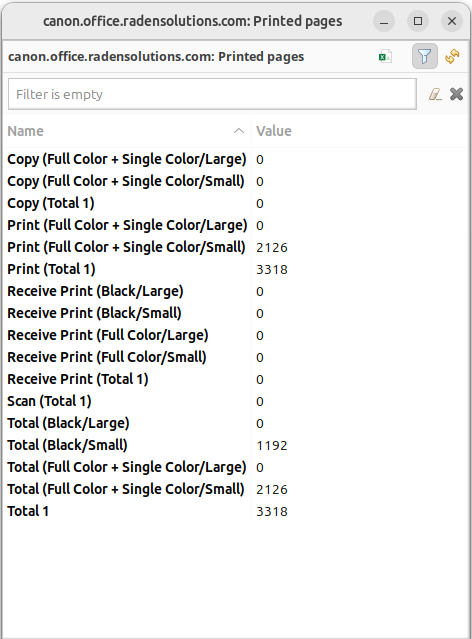 canon.office.radensolutions.com: Printed pages
canon.office.radensolutions.com: Printed pages
Filter is empty
Name Value
Copy (Full Color + Single Color/Large) 0
Copy (Full Color + Single Color/Small) 0
Copy (Total 1) 0
Print (Full Color + Single Color/Large) 0
Print (Full Color + Single Color/Small) 2126
Print (Total 1) 3318
Receive Print (Black/Large) 0
Receive Print (Black/Small) 0
Receive Print (Full Color/Large) 0
Receive Print (Full Color/Small) 0
Receive Print (Total 1) 0
Scan (Total 1) 0
Total (Black/Large) 0
Total (Black/Small) 1192
Total (Full Color + Single Color/Large) 0
Total (Full Color + Single Color/Small) 2126
Total 1 3318